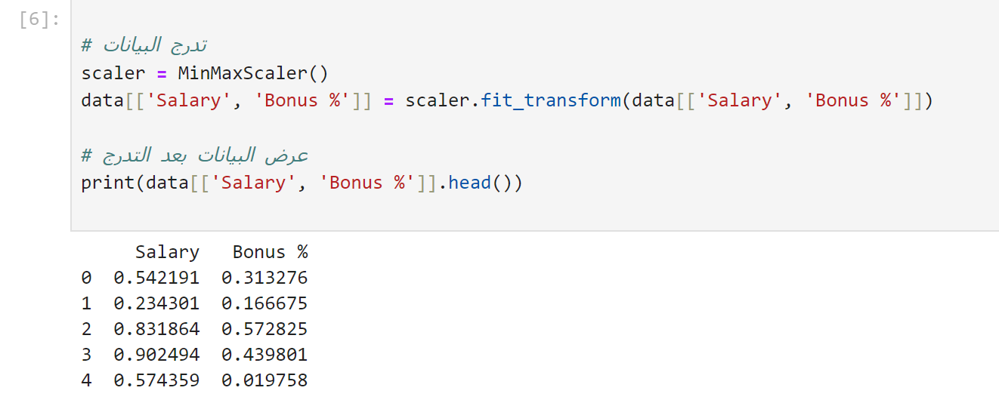 [6]:
# تدرج البيانات
scaler = MinMaxScaler()
data[['Salary', 'Bonus %']] = scaler.fit_transform(data[['Salary', 'Bonus %']])
# عرض البيانات بعد التدرج
print(data[['Salary', 'Bonus %']].head())
Salary Bonus %
0 0.542191 0.313276
1 0.234301 0.166675
2 0.831864 0.572825
3 0.902494 0.439801
4 0.574359 0.019758